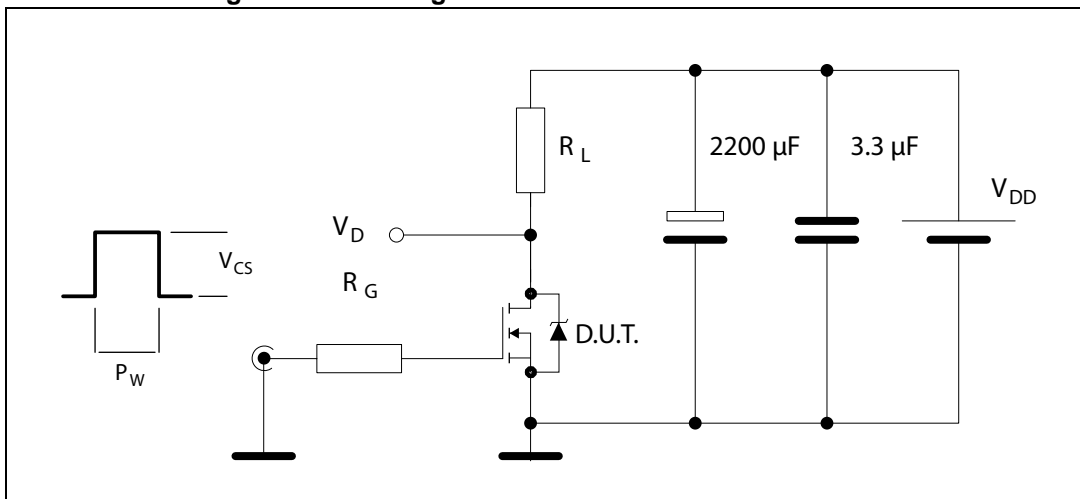 R L
2200 µF
3.3 µF
V DD
V D
V CS
R G
D.U.T.
P W